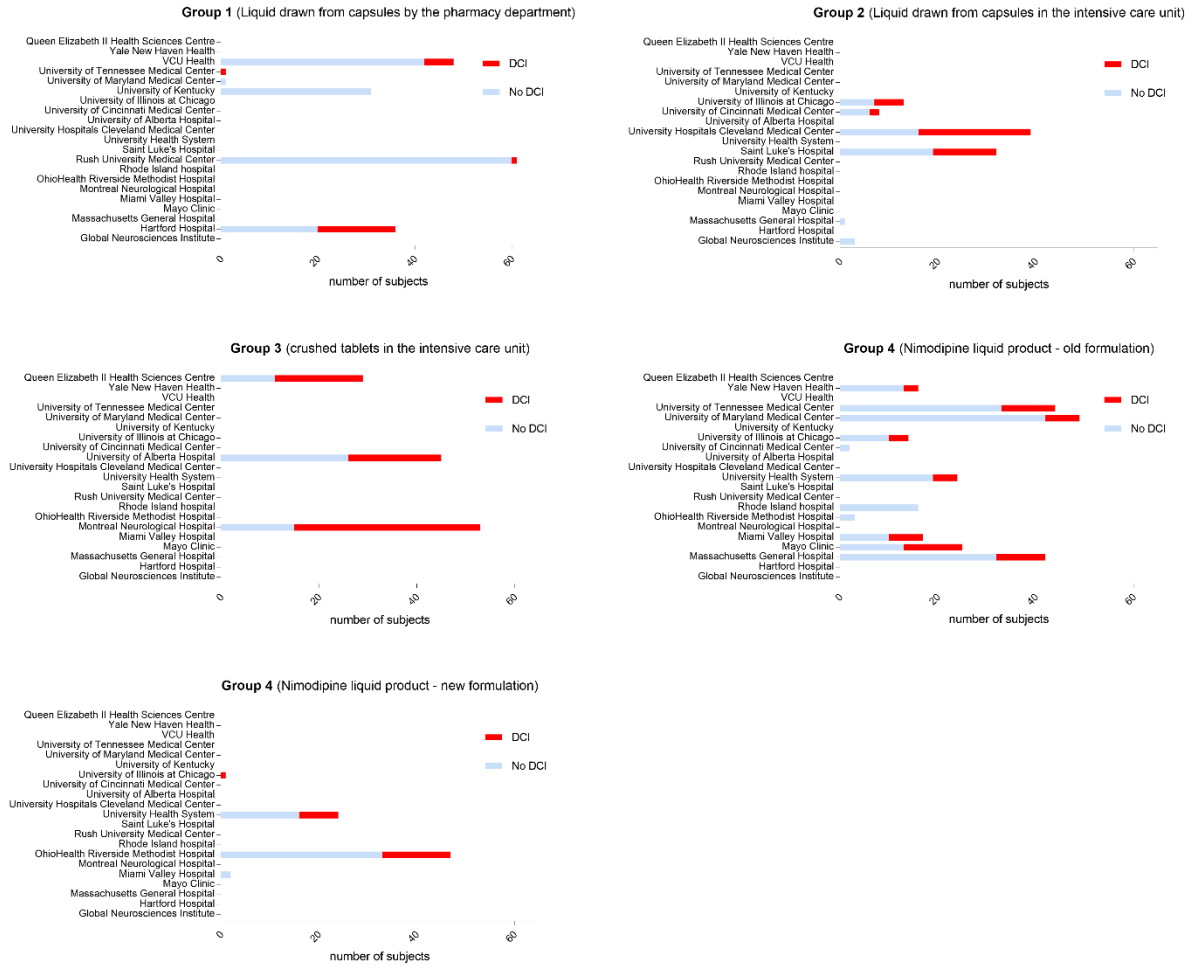 Group 1 (Liquid drawn from capsules by the pharmacy department)
Queen Elizabeth II Health Sciences Centre
Yale New Haven Health
VCU Health
University of Tennessee Medical Center
University of Maryland Medical Center
University of Kentucky
University of Illinois at Chicago
University of Cincinnati Medical Center
University of Alberta Hospital
University Hospitals Cleveland Medical Center
University Health System
Saint Luke's Hospital
Rush University Medical Center
Rhode Island hospital
OhioHealth Riverside Methodist Hospital
Montreal Neurological Hospital
Miami Valley Hospital
Mayo Clinic
Massachusetts General Hospital
Hartford Hospital
Global Neurosciences Institute
DCI
No DCI
0 20 40 60
number of subjects
Group 2 (Liquid drawn from capsules in the intensive care unit)
Queen Elizabeth II Health Sciences Centre
Yale New Haven Health
VCU Health
University of Tennessee Medical Center
University of Maryland Medical Center
University of Kentucky
University of Illinois at Chicago
University of Cincinnati Medical Center
University of Alberta Hospital
University Hospitals Cleveland Medical Center
University Health System
Saint Luke's Hospital
Rush University Medical Center
Rhode Island hospital
OhioHealth Riverside Methodist Hospital
Montreal Neurological Hospital
Miami Valley Hospital
Mayo Clinic
Massachusetts General Hospital
Hartford Hospital
Global Neurosciences Institute
DCI
No DCI
0 20 40 60
number of subjects
Group 3 (crushed tablets in the intensive care unit)
Queen Elizabeth II Health Sciences Centre
Yale New Haven Health
VCU Health
University of Tennessee Medical Center
University of Maryland Medical Center
University of Kentucky
University of Illinois at Chicago
University of Cincinnati Medical Center
University of Alberta Hospital
University Hospitals Cleveland Medical Center
University Health System
Saint Luke's Hospital
Rush University Medical Center
Rhode Island hospital
OhioHealth Riverside Methodist Hospital
Montreal Neurological Hospital
Miami Valley Hospital
Mayo Clinic
Massachusetts General Hospital
Hartford Hospital
Global Neurosciences Institute
DCI
No DCI
0 20 40 60
number of subjects
Group 4 (Nimodipine liquid product - old formulation)
Queen Elizabeth II Health Sciences Centre
Yale New Haven Health
VCU Health
University of Tennessee Medical Center
University of Maryland Medical Center
University of Kentucky
University of Illinois at Chicago
University of Cincinnati Medical Center
University of Alberta Hospital
University Hospitals Cleveland Medical Center
University Health System
Saint Luke's Hospital
Rush University Medical Center
Rhode Island hospital
OhioHealth Riverside Methodist Hospital
Montreal Neurological Hospital
Miami Valley Hospital
Mayo Clinic
Massachusetts General Hospital
Hartford Hospital
Global Neurosciences Institute
DCI
No DCI
0 20 40 60
number of subjects
Group 4 (Nimodipine liquid product - new formulation)
Queen Elizabeth II Health Sciences Centre
Yale New Haven Health
VCU Health
University of Tennessee Medical Center
University of Maryland Medical Center
University of Kentucky
University of Illinois at Chicago
University of Cincinnati Medical Center
University of Alberta Hospital
University Hospitals Cleveland Medical Center
University Health System
Saint Luke's Hospital
Rush University Medical Center
Rhode Island hospital
OhioHealth Riverside Methodist Hospital
Montreal Neurological Hospital
Miami Valley Hospital
Mayo Clinic
Massachusetts General Hospital
Hartford Hospital
Global Neurosciences Institute
DCI
No DCI
0 20 40 60
number of subjects